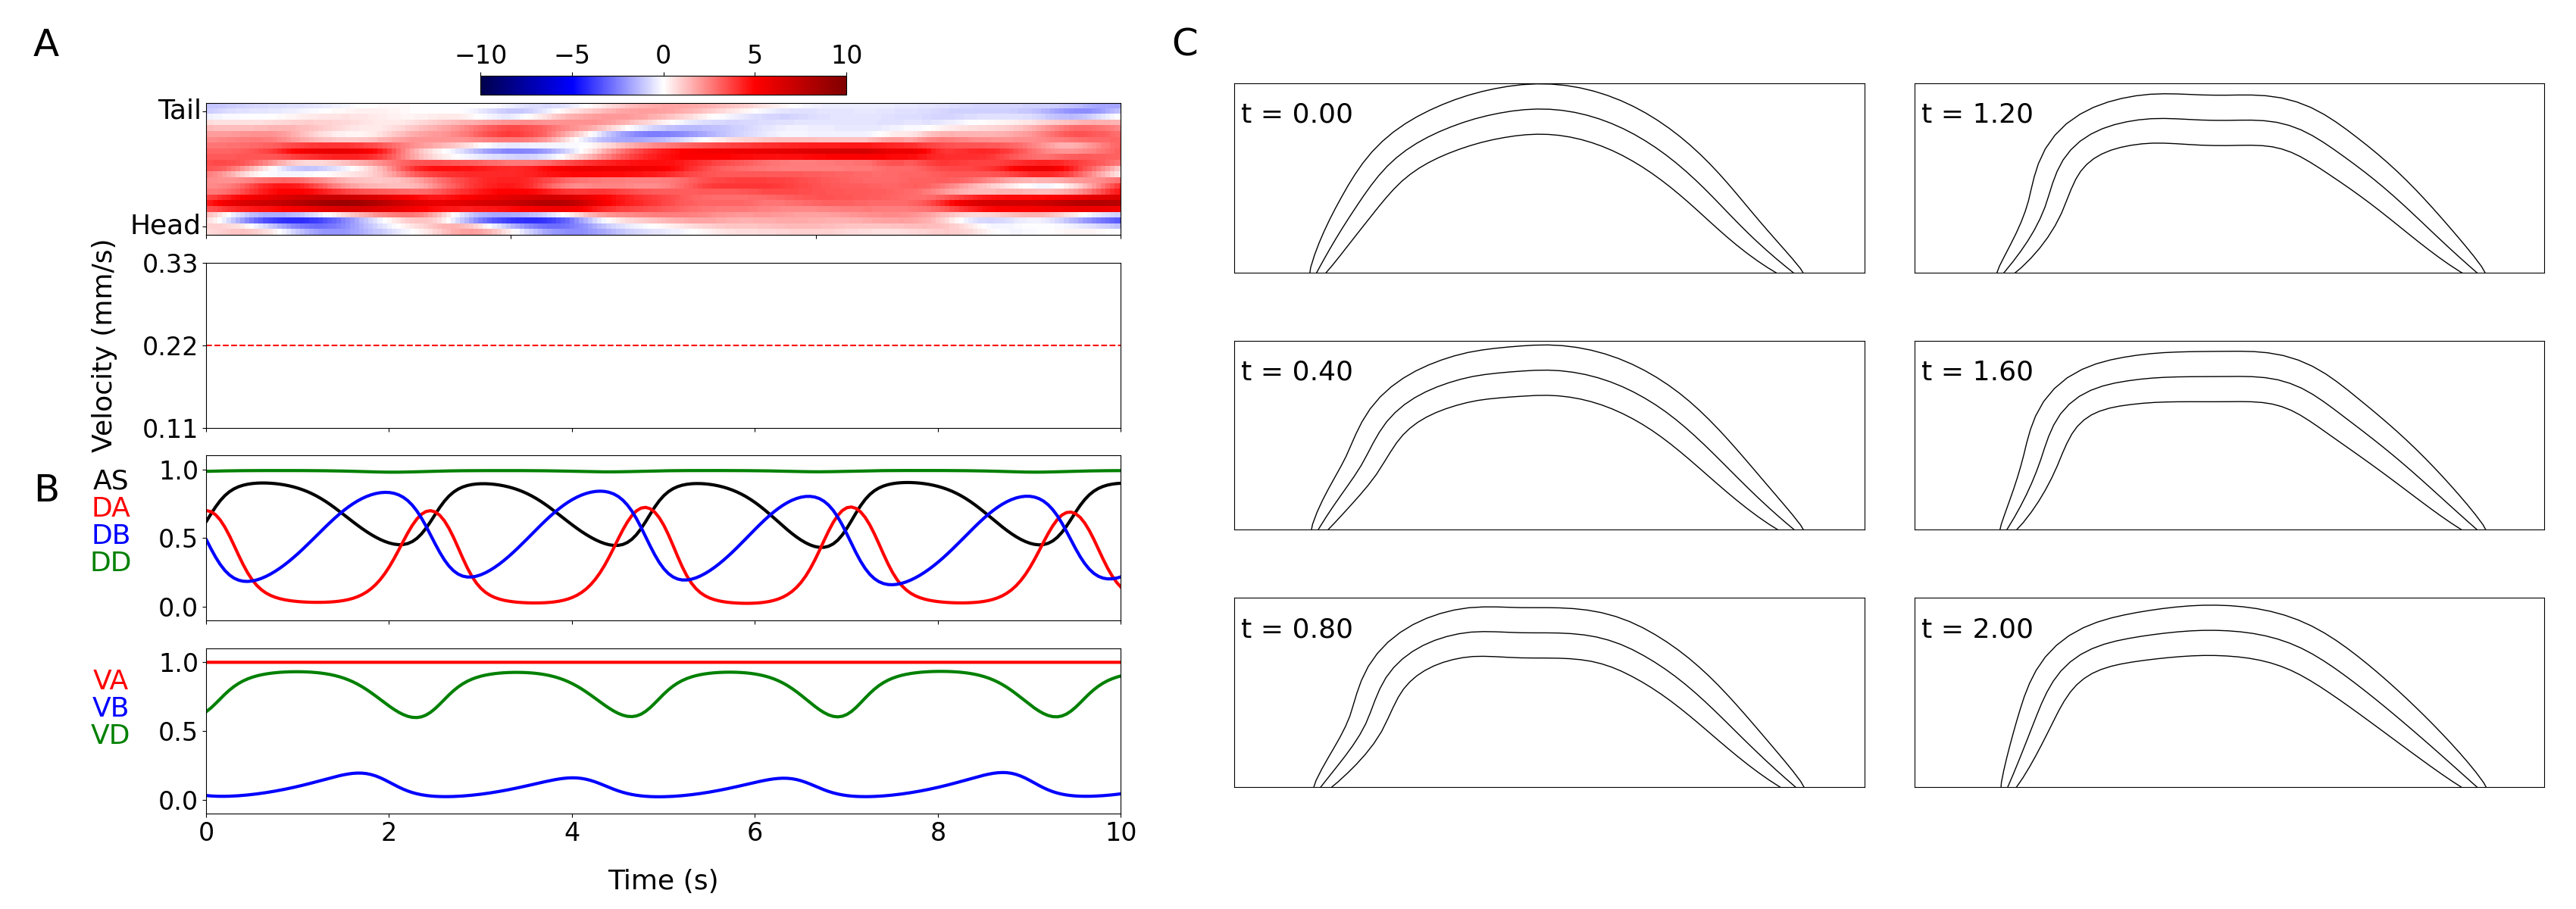 A
−10 −5 0 5 10
Tail
Head
Velocity (mm/s)
0.33
0.22
0.11
B
AS
DA
DB
DD
1.0
0.5
0.0
VA
VB
VD
1.0
0.5
0.0
0 2 4 6 8 10
Time (s)
C
t = 0.00
t = 1.20
t = 0.40
t = 1.60
t = 0.80
t = 2.00